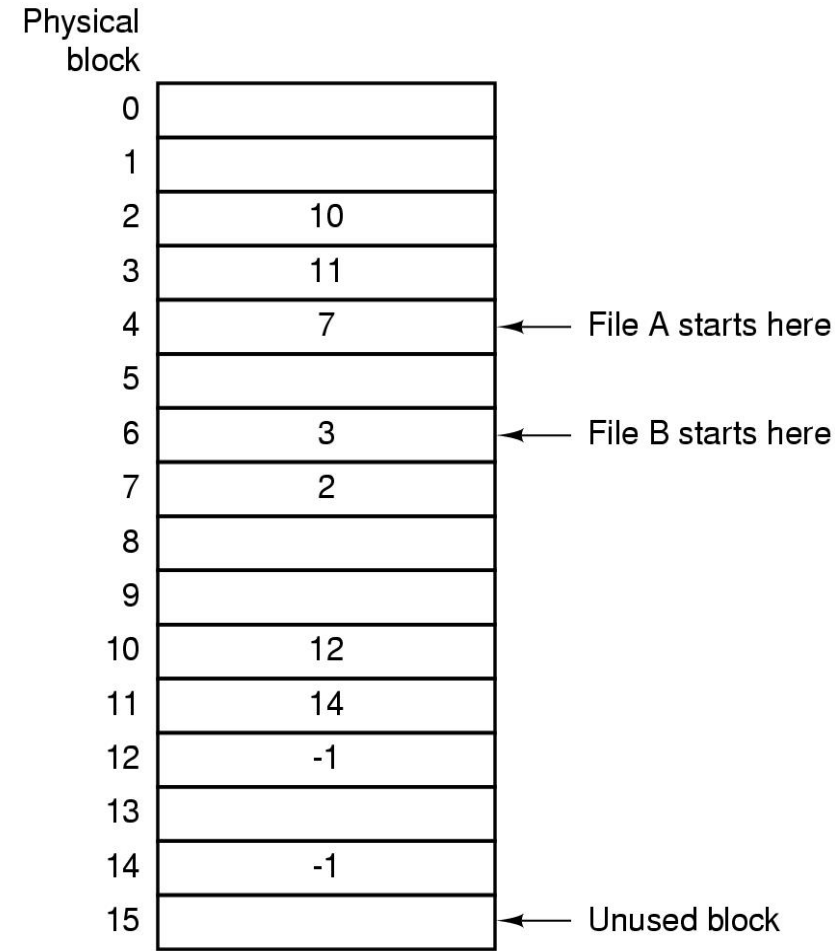 Physical
block
0
1
2 10
3 11
4 7 File A starts here
5
6 3 File B starts here
7 2
8
9
10 12
11 14
12 -1
13
14 -1
15 Unused block